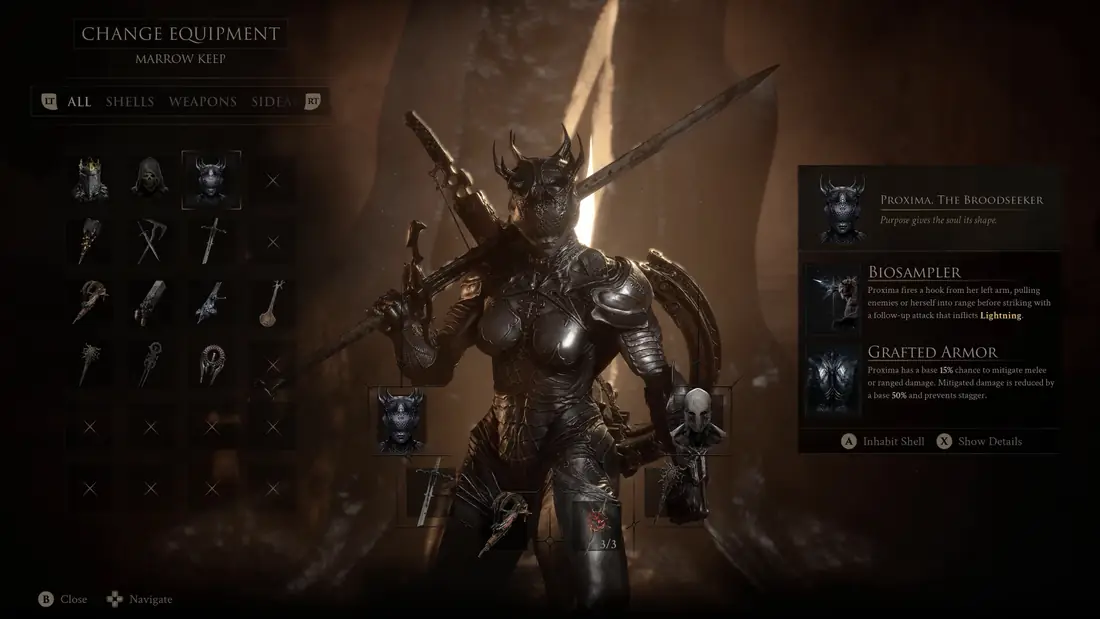 CHANGE EQUIPMENT
MARROW KEEP
LT ALL SHELLS WEAPONS SIDEA RT
PROXIMA, THE BROODSEEKER
Purpose gives the soul its shape.
BIOSAMPLER
Proxima fires a hook from her left arm, pulling
enemies or herself into range before striking with
a follow-up attack that inflicts Lightning.
GRAFTED ARMOR
Proxima has a base 15% chance to mitigate melee
or ranged damage. Mitigated damage is reduced by
a base 50% and prevents stagger.
A Inhabit Shell X Show Details
3/3
B Close Navigate